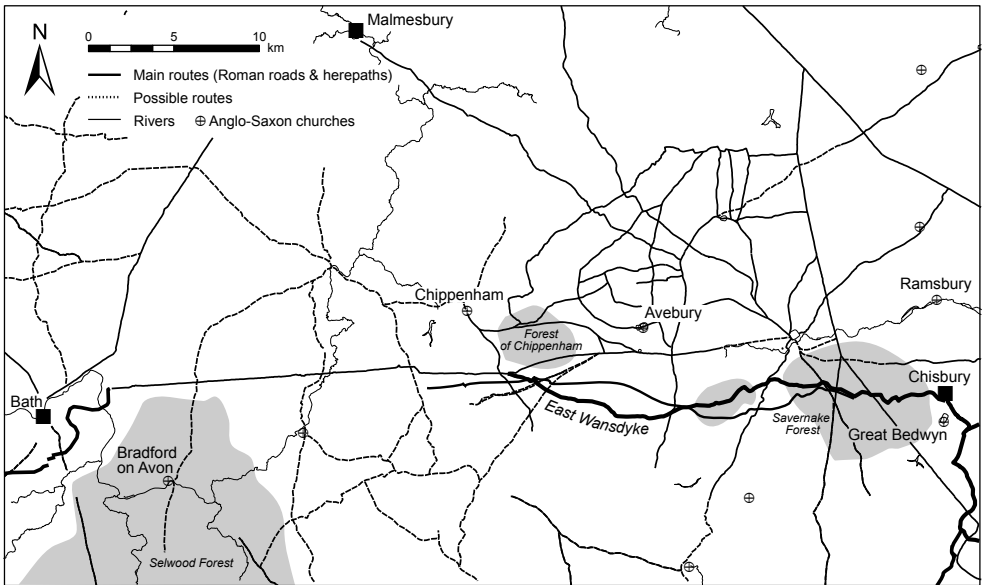 N
Malmesbury
0 5 10
km
Main routes (Roman roads & herepaths)
Possible routes
Rivers Anglo-Saxon churches
Chippenham
Ramsbury
Avebury
Forest
of Chippenham
Bath
Chisbury
East Wansdyke
Savernake
Forest
Great Bedwyn
Bradford
on Avon
Selwood Forest